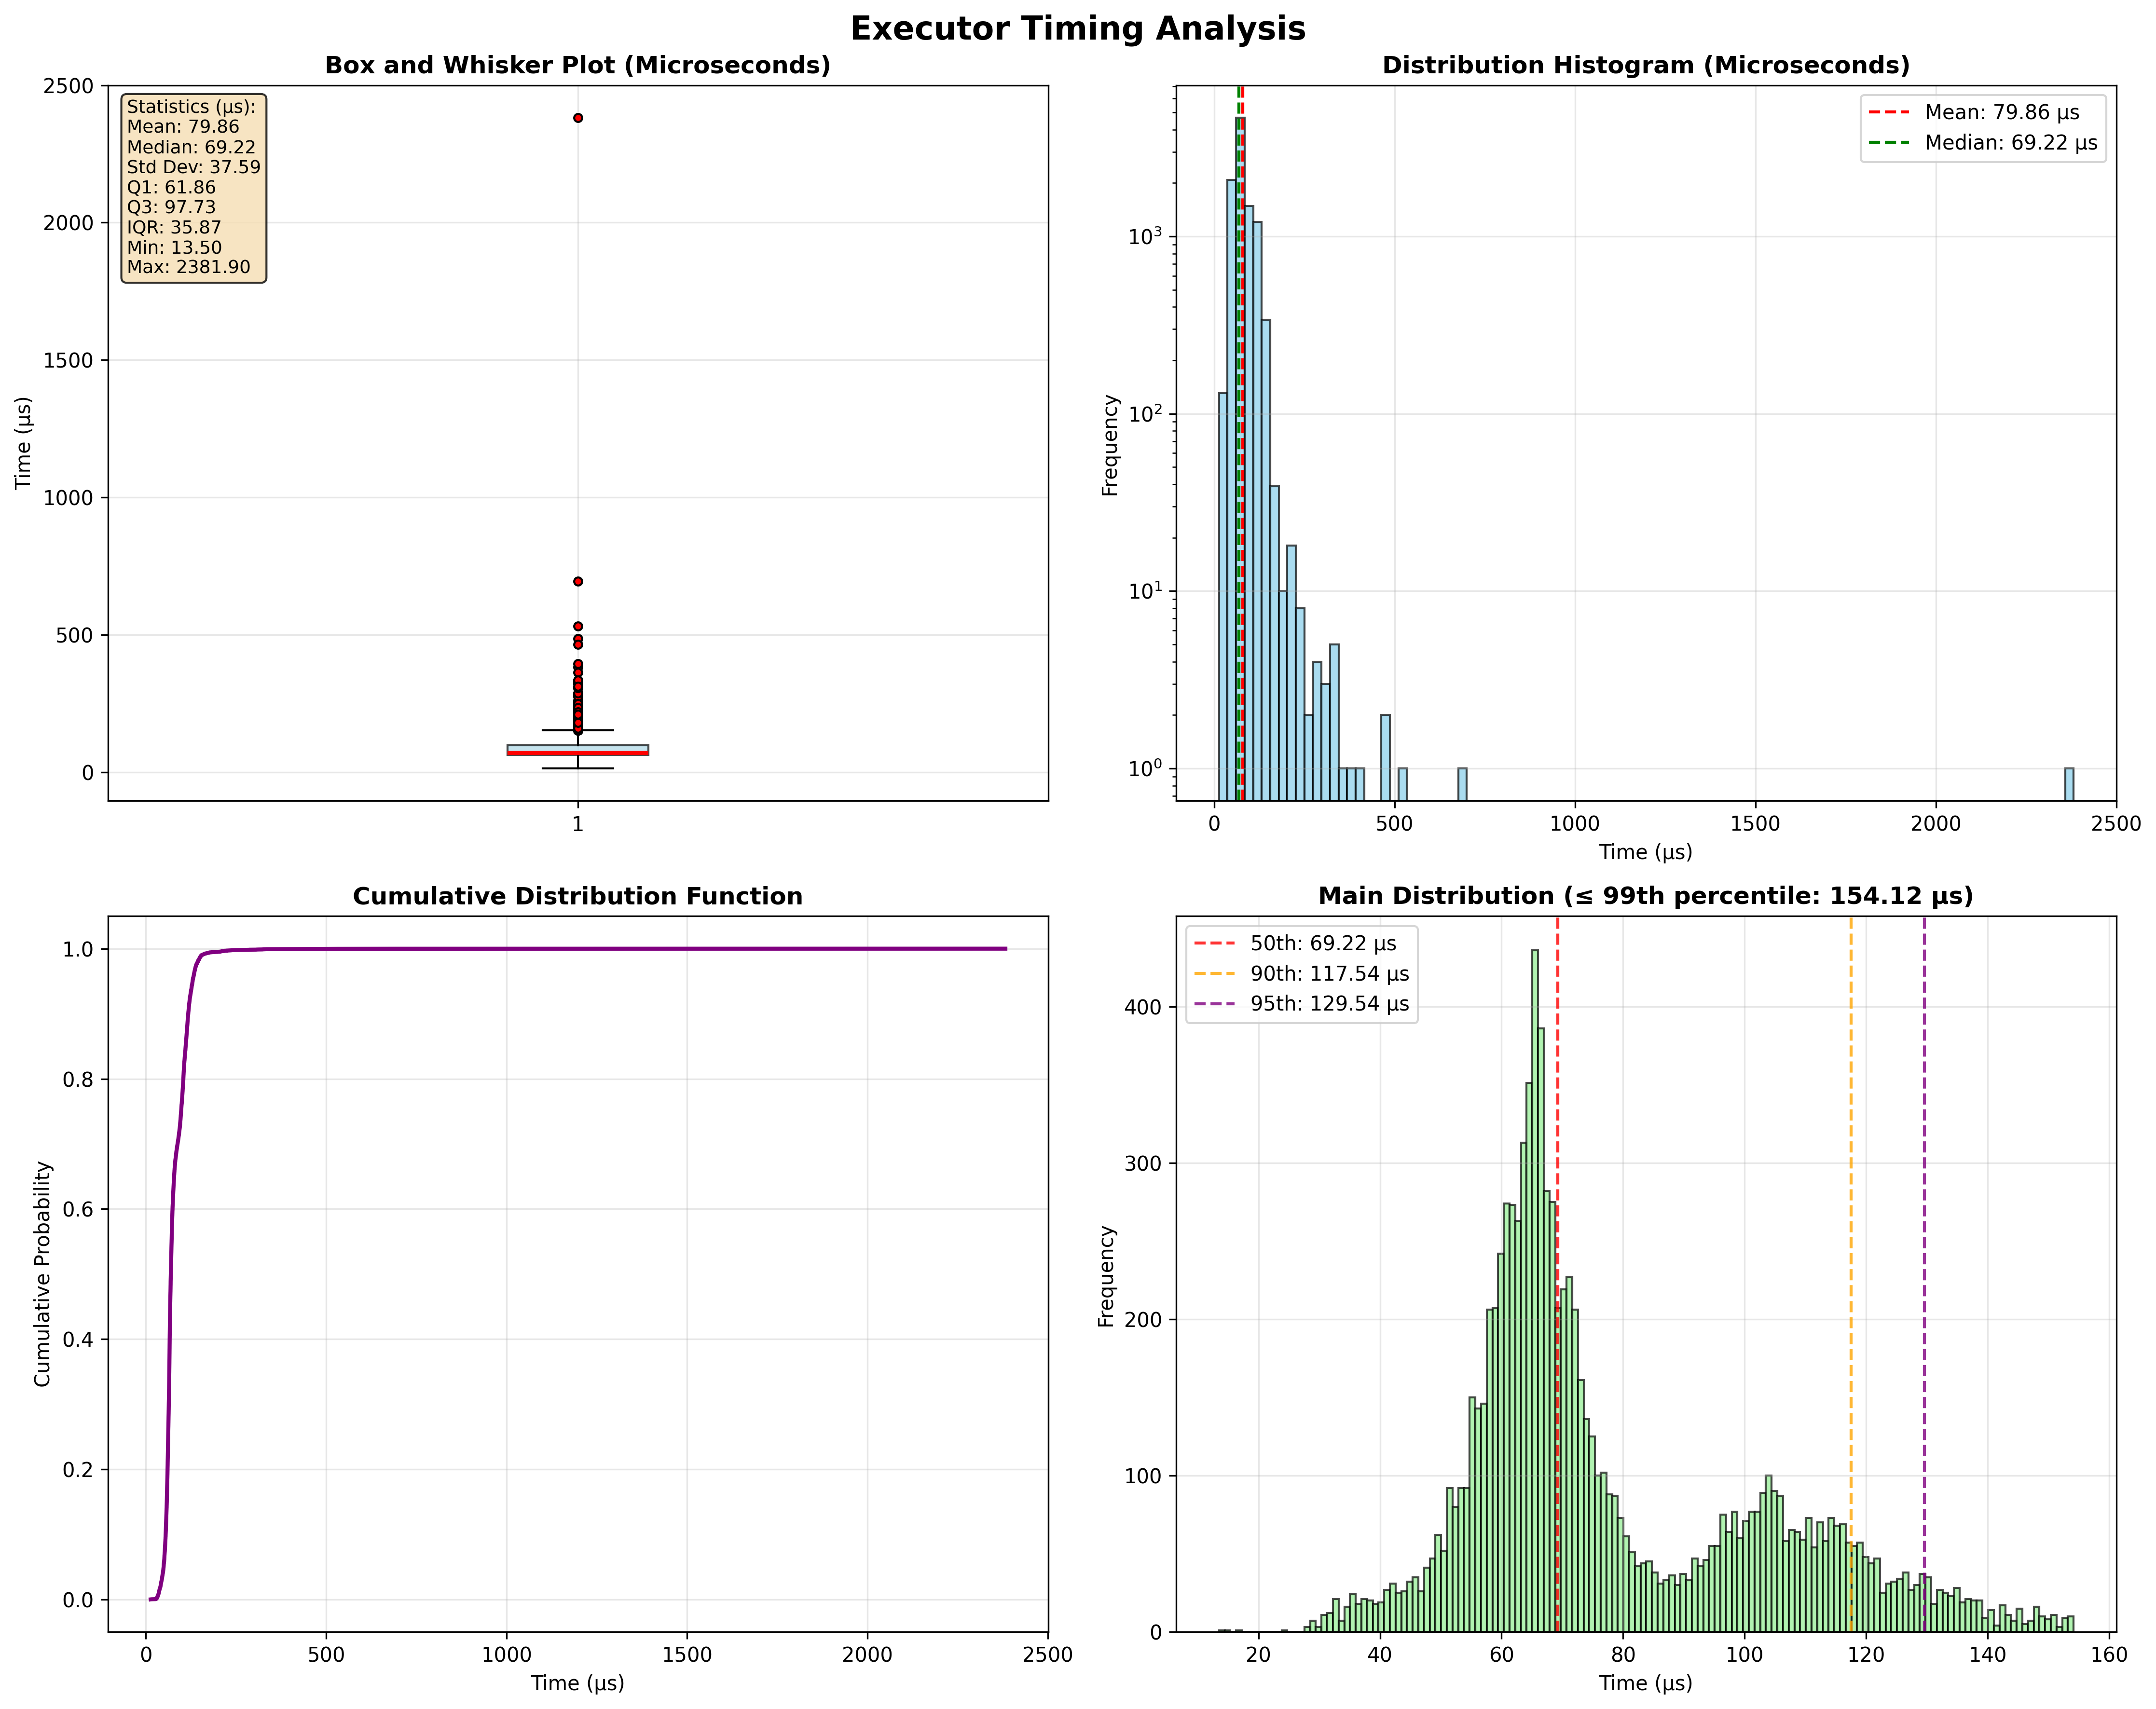 Executor Timing Analysis
Box and Whisker Plot (Microseconds)
Statistics (μs):
Mean: 79.86
Median: 69.22
Std Dev: 37.59
Q1: 61.86
Q3: 97.73
IQR: 35.87
Min: 13.50
Max: 2381.90
2500
2000
1500
1000
500
0
Time (μs)
1
Distribution Histogram (Microseconds)
Mean: 79.86 μs
Median: 69.22 μs
10³
10²
10¹
10⁰
Frequency
0 500 1000 1500 2000 2500
Time (μs)
Cumulative Distribution Function
1.0
0.8
0.6
0.4
0.2
0.0
Cumulative Probability
0 500 1000 1500 2000 2500
Time (μs)
Main Distribution (≤ 99th percentile: 154.12 μs)
50th: 69.22 μs
90th: 117.54 μs
95th: 129.54 μs
400
300
200
100
0
Frequency
20 40 60 80 100 120 140 160
Time (μs)